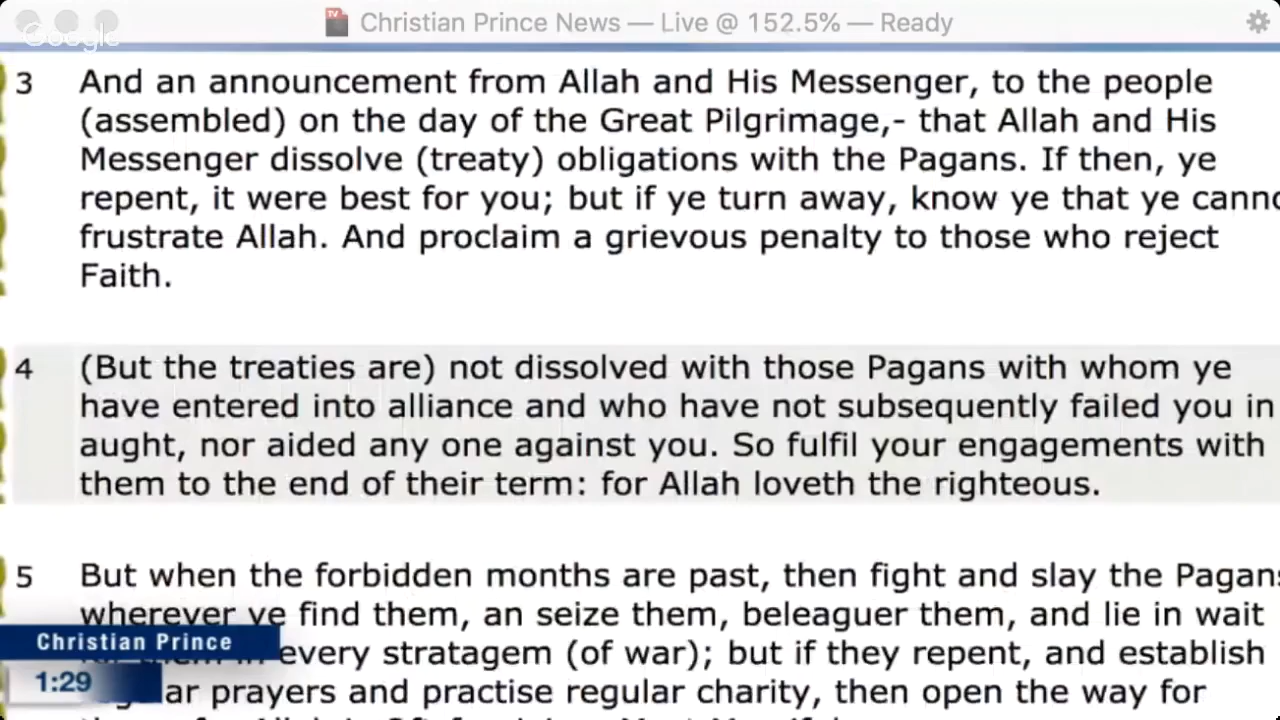 Christian Prince News — Live @ 152.5% — Ready
Google
3 And an announcement from Allah and His Messenger, to the people
(assembled) on the day of the Great Pilgrimage,- that Allah and His
Messenger dissolve (treaty) obligations with the Pagans. If then, ye
repent, it were best for you; but if ye turn away, know ye that ye canno
frustrate Allah. And proclaim a grievous penalty to those who reject
Faith.
4 (But the treaties are) not dissolved with those Pagans with whom ye
have entered into alliance and who have not subsequently failed you in
aught, nor aided any one against you. So fulfil your engagements with
them to the end of their term: for Allah loveth the righteous.
5 But when the forbidden months are past, then fight and slay the Pagans
wherever ye find them, an seize them, beleaguer them, and lie in wait
every stratagem (of war); but if they repent, and establish
prayers and practise regular charity, then open the way for
Christian Prince
1:29